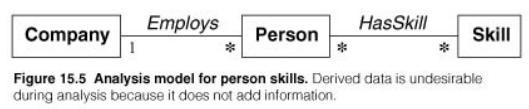 Employs HasSkill
Company Person Skill
1 * * *
Figure 15.5 Analysis model for person skills. Derived data is undesirable
during analysis because it does not add information.